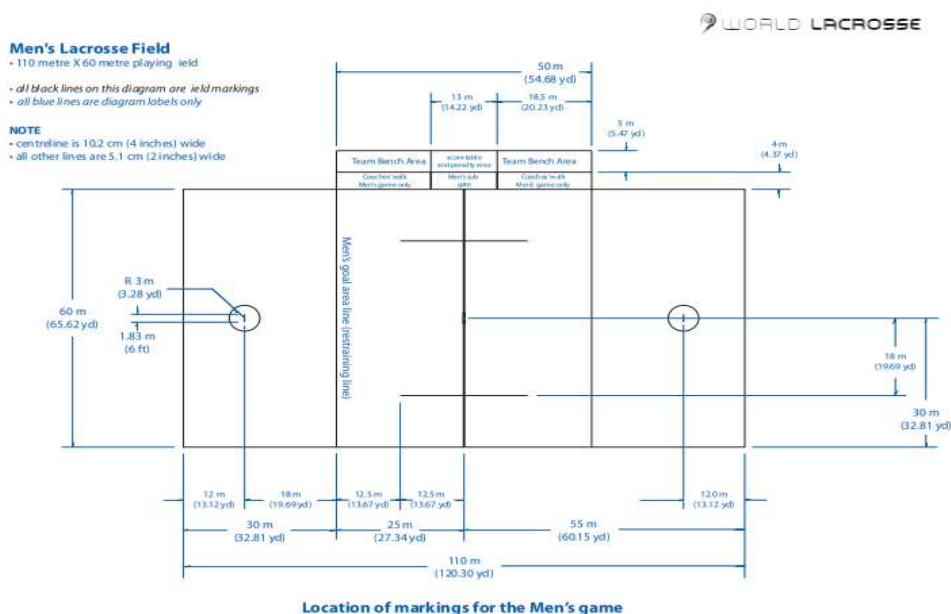 WORLD LACROSSE
Men's Lacrosse Field
• 110 metre X 60 metre playing ield
• all black lines on this diagram are ield markings
• all blue lines are diagram labels only
NOTE
• centreline is 10.2 cm (4 inches) wide
• all other lines are 5.1 cm (2 inches) wide
50 m
(54.68 yd)
13 m
(14.22 yd)
18.5 m
(20.23 yd)
5 m
(5.47 yd)
4 m
(4.37 yd)
Team Bench Area
score table
and penalty area
Team Bench Area
Coaches' walk
Men's game only
Men's sub
gate
Coaches' walk
Men's game only
Men's goal area line (restraining line)
R 3 m
(3.28 yd)
60 m
(65.62 yd)
1.83 m
(6 ft)
18 m
(19.69 yd)
30 m
(32.81 yd)
12 m
(13.12 yd)
18 m
(19.69 yd)
12.5 m
(13.67 yd)
12.5 m
(13.67 yd)
12.0 m
(13.12 yd)
30 m
(32.81 yd)
25 m
(27.34 yd)
55 m
(60.15 yd)
110 m
(120.30 yd)
Location of markings for the Men's game